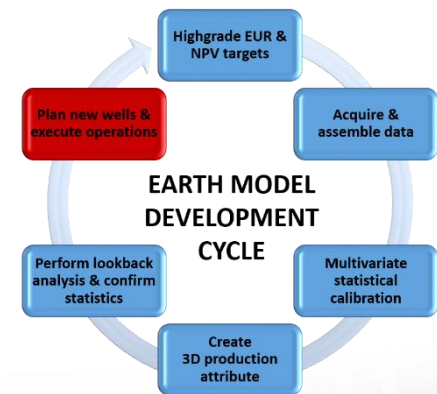 Highgrade EUR &
NPV targets
Plan new wells &
execute operations
Acquire &
assemble data
EARTH MODEL
DEVELOPMENT
CYCLE
Perform lookback
analysis & confirm
statistics
Multivariate
statistical
calibration
Create
3D production
attribute